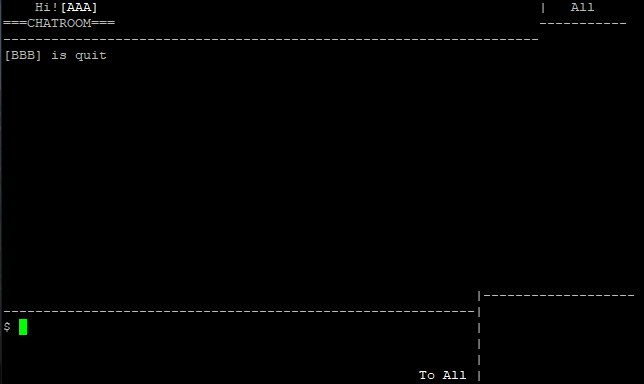 Hi![AAA] | All
===CHATROOM=== -----------
-------------------------------------------------------------------
[BBB] is quit
|-------------------
------------------------------------------------------------|
$ |
|
|
To All |